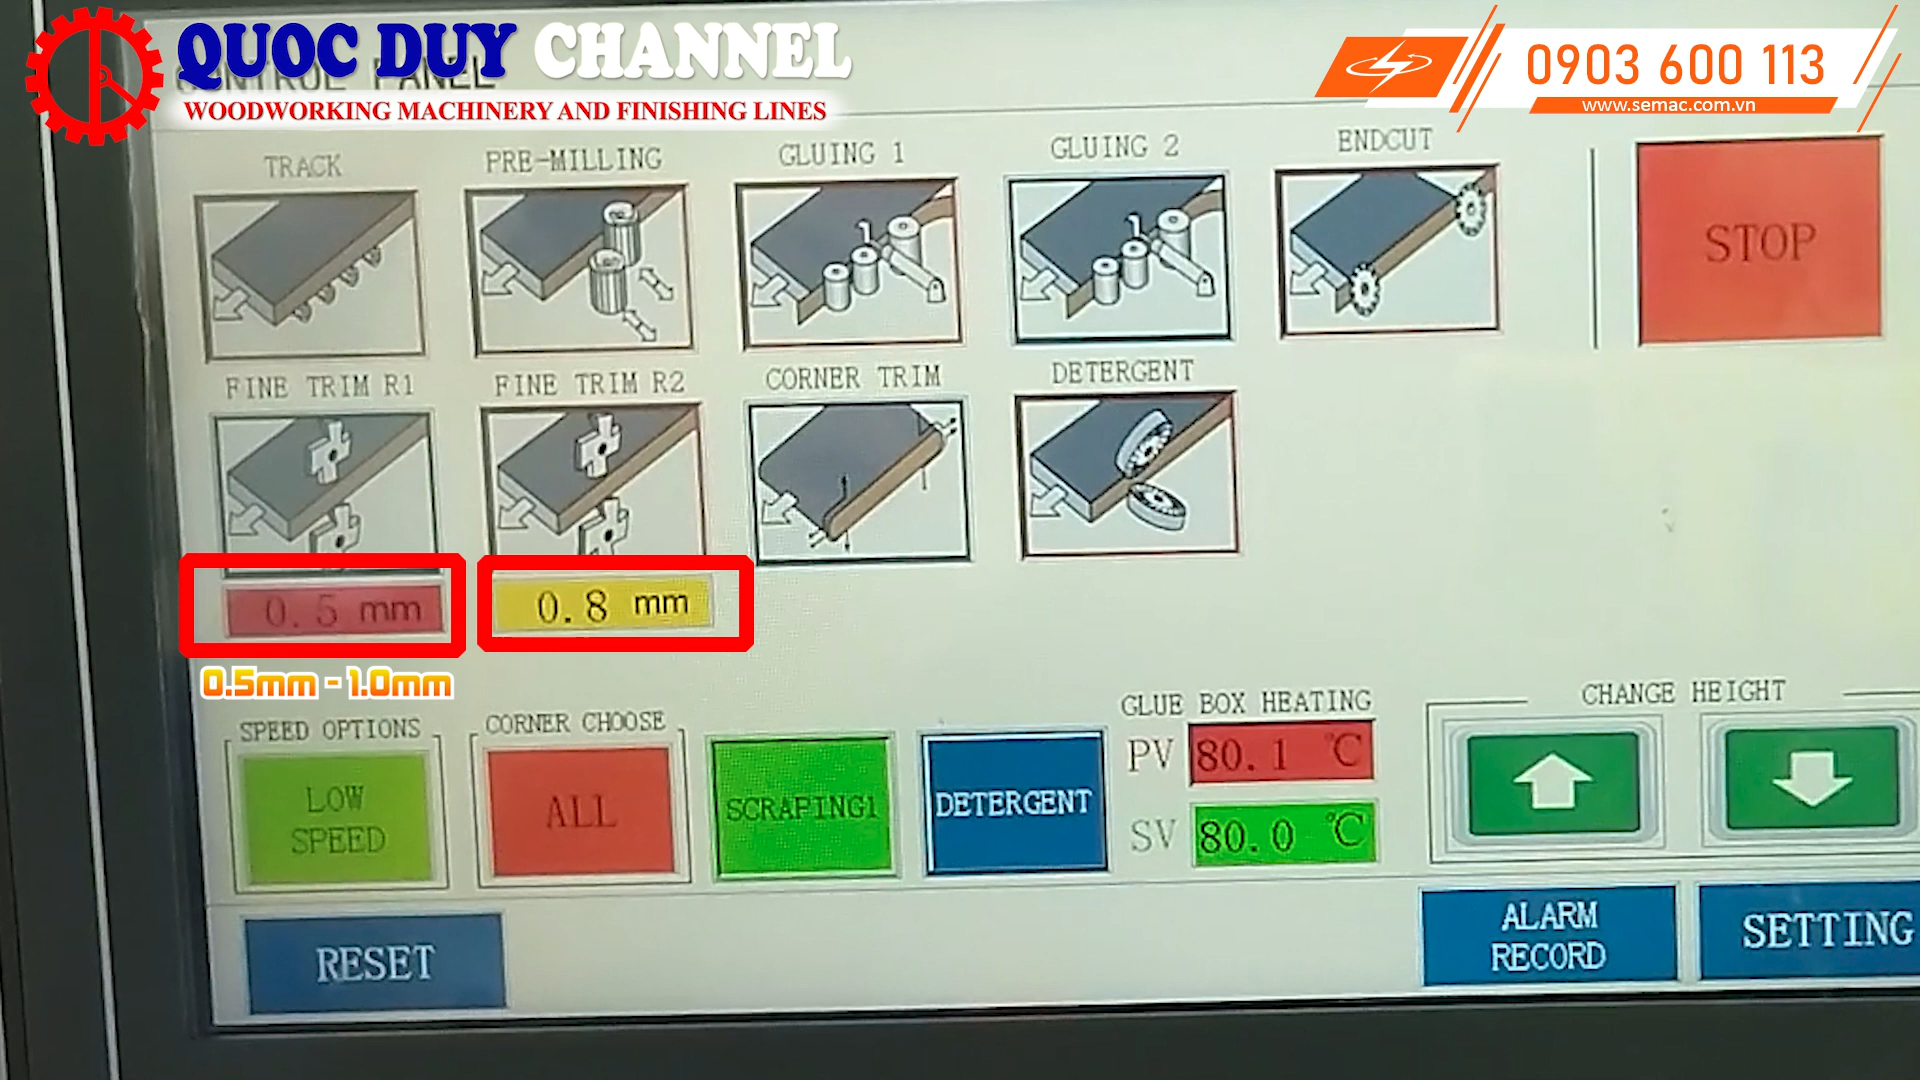 QUOC DUY CHANNEL
CONTROL PANEL
WOODWORKING MACHINERY AND FINISHING LINES
0903 600 113
www.semac.com.vn
TRACK
PRE-MILLING
GLUING 1
GLUING 2
ENDCUT
STOP
FINE TRIM R1
FINE TRIM R2
CORNER TRIM
DETERGENT
0.5 mm
0.8 mm
0.5mm - 1.0mm
SPEED OPTIONS
LOW
SPEED
CORNER CHOOSE
ALL
SCRAPING1
DETERGENT
GLUE BOX HEATING
PV 80.1 ℃
SV 80.0 ℃
CHANGE HEIGHT
RESET
ALARM
RECORD
SETTING